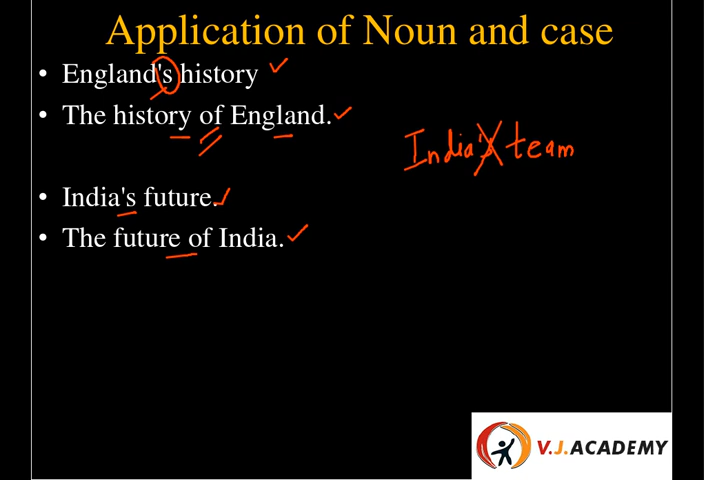 Application of Noun and case
• England's history
• The history of England.
India's team
• India's future.
• The future of India.
V.J.ACADEMY